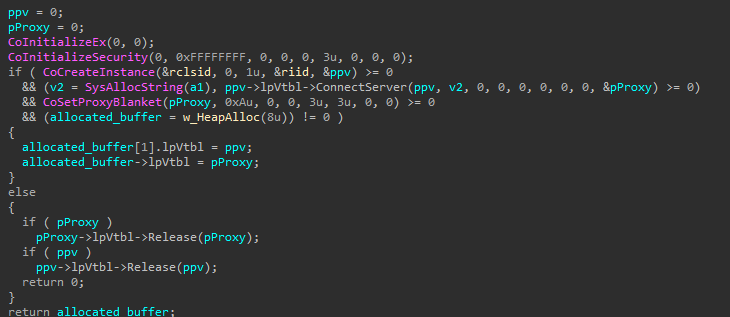 ppv = 0;
pProxy = 0;
CoInitializeEx(0, 0);
CoInitializeSecurity(0, 0xFFFFFFFF, 0, 0, 0, 3u, 0, 0, 0);
if ( CoCreateInstance(&rclsid, 0, 1u, &riid, &ppv) >= 0
&& (v2 = SysAllocString(a1), ppv->lpVtbl->ConnectServer(ppv, v2, 0, 0, 0, 0, 0, 0, &pProxy) >= 0)
&& CoSetProxyBlanket(pProxy, 0xAu, 0, 0, 3u, 3u, 0, 0) >= 0
&& (allocated_buffer = w_HeapAlloc(8u)) != 0 )
{
allocated_buffer[1].lpVtbl = ppv;
allocated_buffer->lpVtbl = pProxy;
}
else
{
if ( pProxy )
pProxy->lpVtbl->Release(pProxy);
if ( ppv )
ppv->lpVtbl->Release(ppv);
return 0;
}
return allocated_buffer;